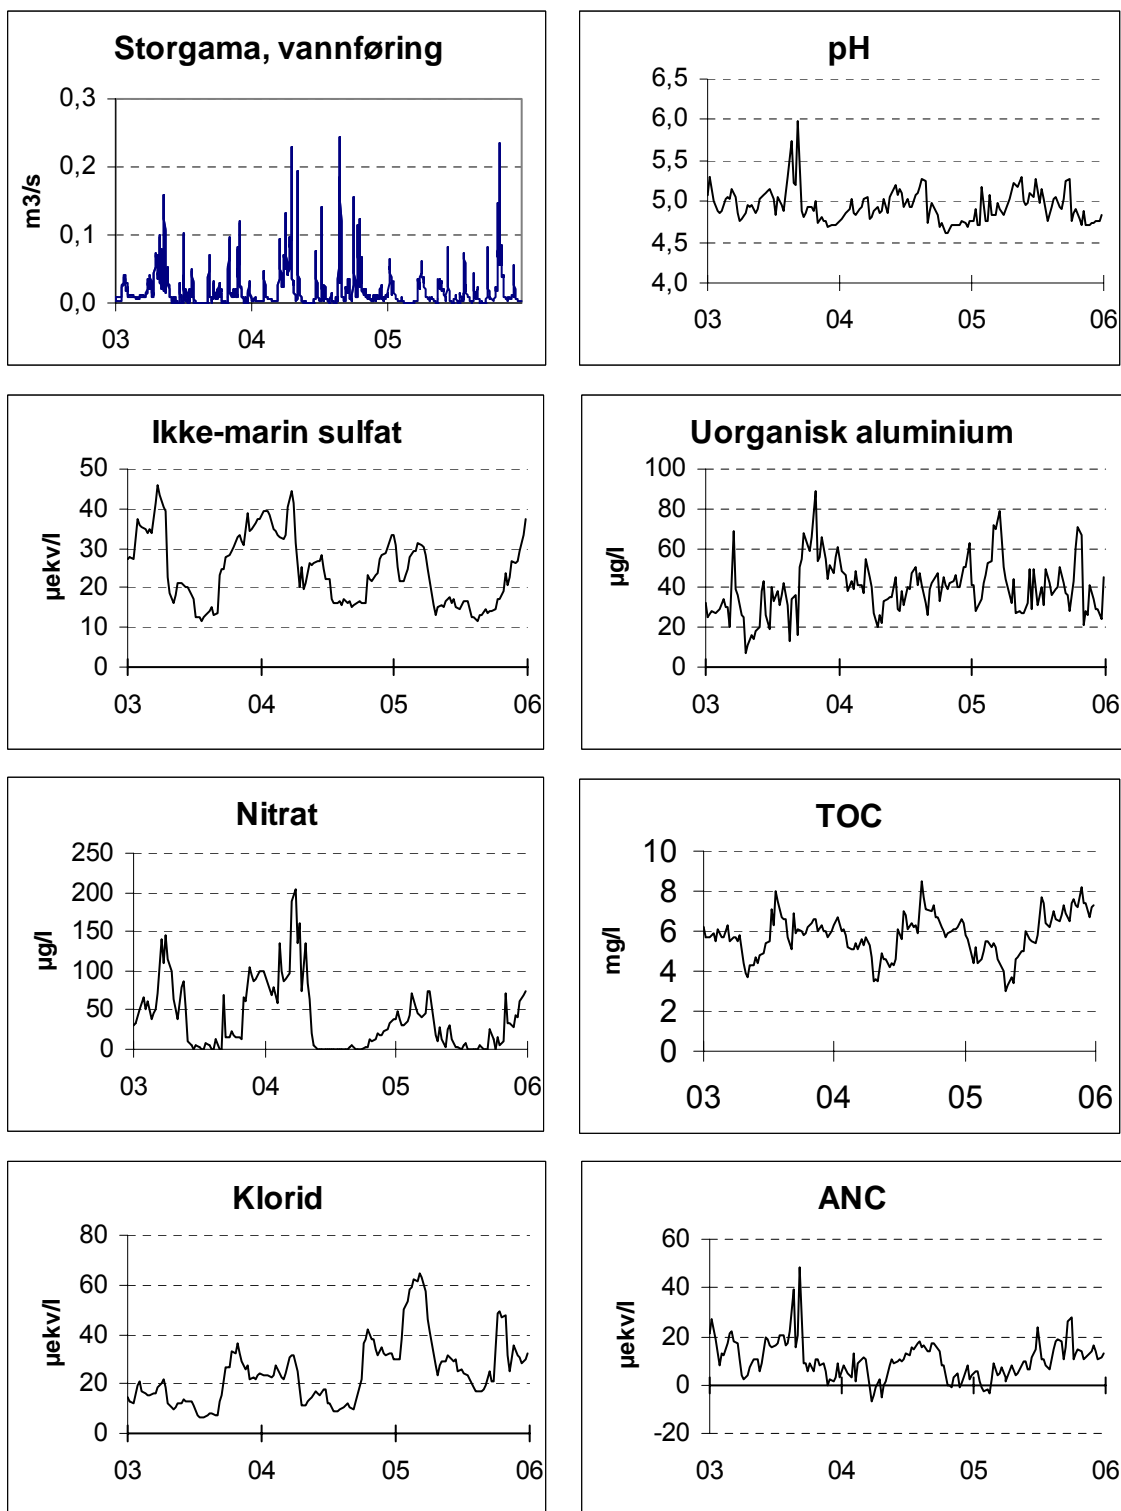 Storgama, vannføring
m3/s
0,3
0,2
0,1
0,0
03 04 05
pH
6,5
6,0
5,5
5,0
4,5
4,0
03 04 05 06
Ikke-marin sulfat
µekv/l
50
40
30
20
10
0
03 04 05 06
Uorganisk aluminium
µg/l
100
80
60
40
20
0
03 04 05 06
Nitrat
µg/l
250
200
150
100
50
0
03 04 05 06
TOC
mg/l
10
8
6
4
2
0
03 04 05 06
Klorid
µekv/l
80
60
40
20
0
03 04 05 06
ANC
µekv/l
60
40
20
0
-20
03 04 05 06